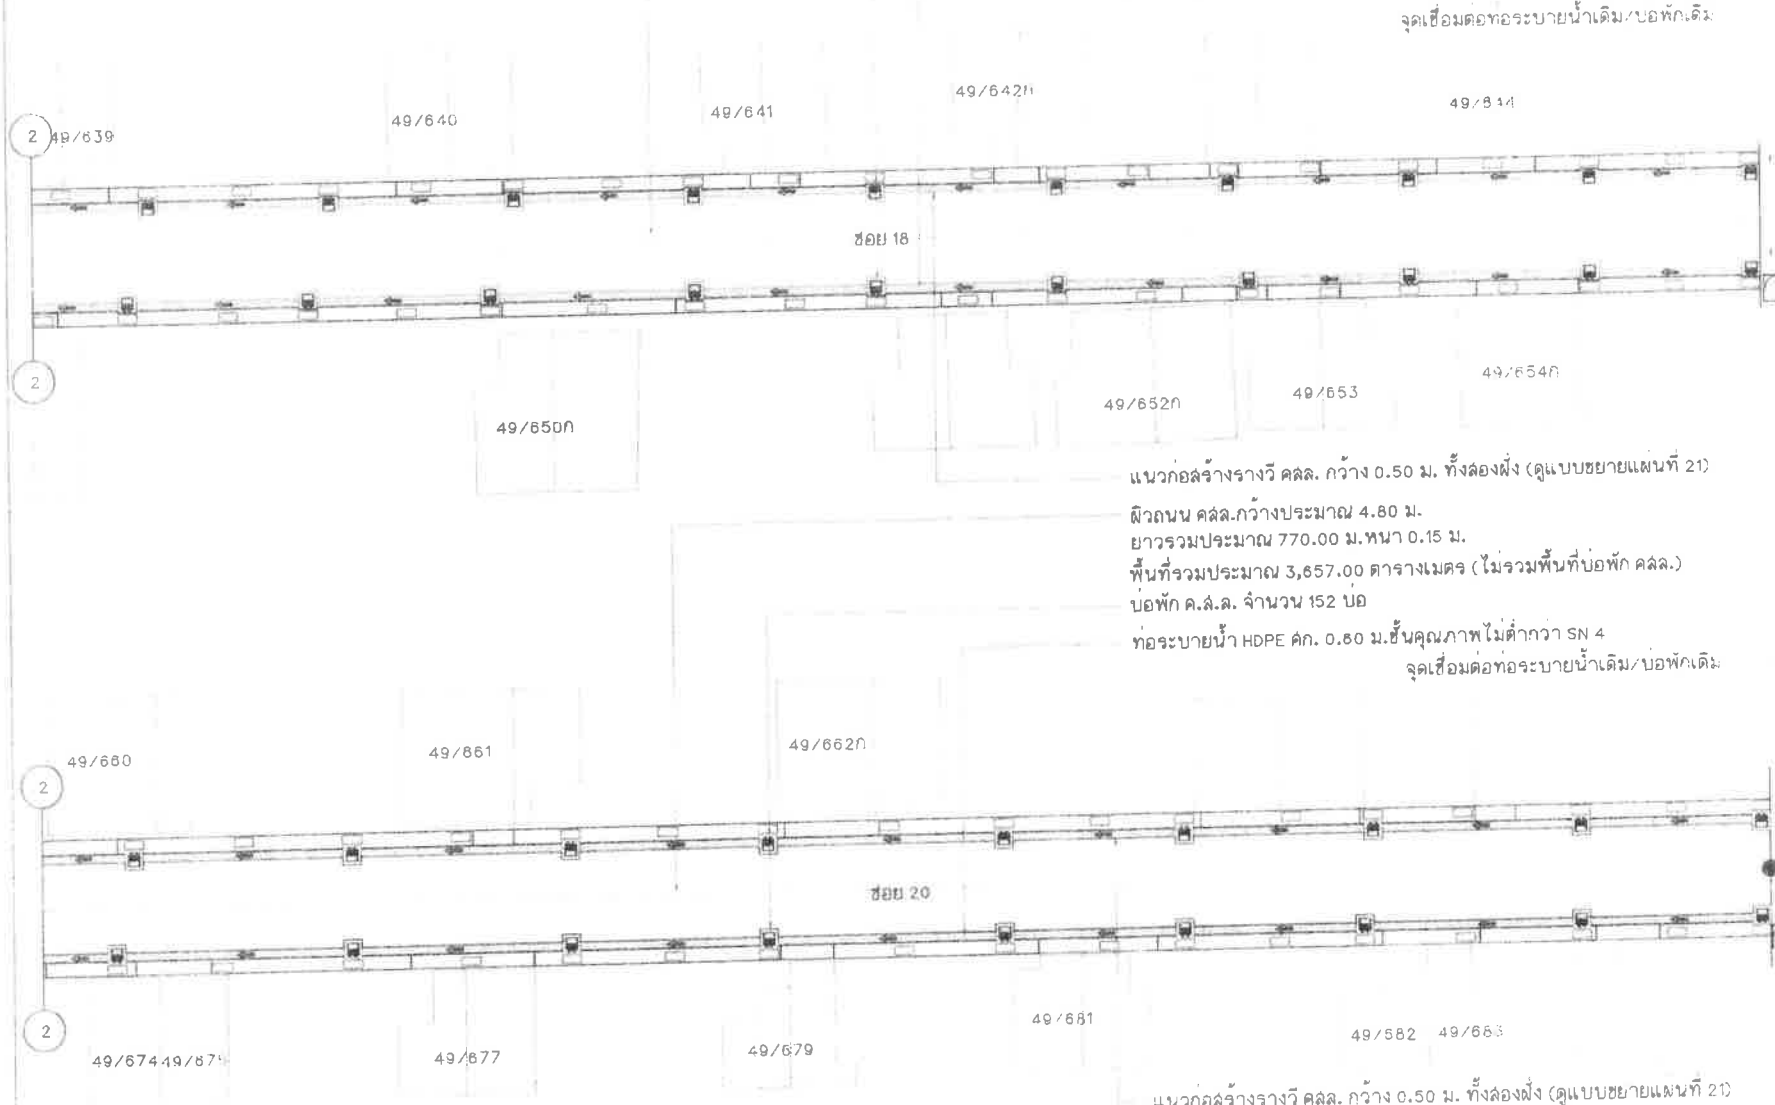 จุดเชื่อมต่อท่อระบายน้ำเดิม/บ่อพักเดิม
49/639
49/640
49/641
49/642ก
49/644
2
ซอย 18
2
49/650ก
49/652ก
49/653
49/654ก
แนวก่อสร้างรางวี คสล. กว้าง 0.50 ม. ทั้งสองฝั่ง (ดูแบบขยายแผ่นที่ 21)
ผิวถนน คสล.กว้างประมาณ 4.80 ม.
ยาวรวมประมาณ 770.00 ม.หนา 0.15 ม.
พื้นที่รวมประมาณ 3,657.00 ตารางเมตร (ไม่รวมพื้นที่บ่อพัก คสล.)
บ่อพัก ค.ส.ล. จำนวน 152 บ่อ
ท่อระบายน้ำ HDPE ศก. 0.60 ม.ชั้นคุณภาพไม่ต่ำกว่า SN 4
จุดเชื่อมต่อท่อระบายน้ำเดิม/บ่อพักเดิม
49/660
49/661
49/662ก
2
ซอย 20
2
49/674
49/677
49/679
49/681
49/682
49/683
แนวก่อสร้างรางวี คสล. กว้าง 0.50 ม. ทั้งสองฝั่ง (ดูแบบขยายแผ่นที่ 21)